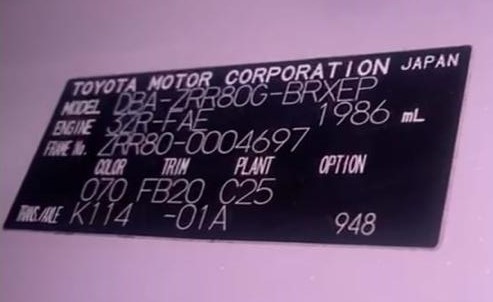 TOYOTA MOTOR CORPORATION JAPAN
MODEL DBA-ZRR80G-BRXEP
ENGINE 3ZR-FAE 1986 mL
FRAME No. ZRR80-0004697
COLOR TRIM PLANT OPTION
070 FB20 C25
TRANS/AXLE K114 -01A 948